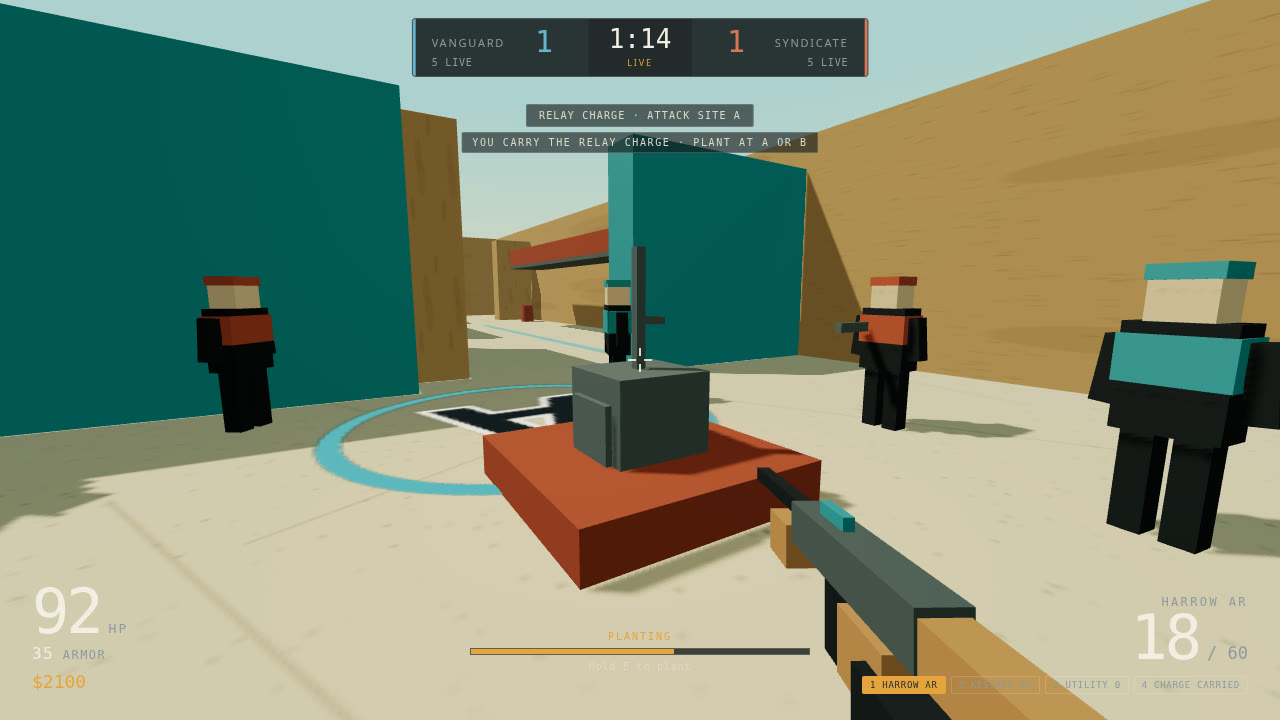 VANGUARD 1 1:14 1 SYNDICATE
5 LIVE LIVE 5 LIVE
RELAY CHARGE · ATTACK SITE A
YOU CARRY THE RELAY CHARGE · PLANT AT A OR B
92 HP
35 ARMOR
$2100
PLANTING
Hold E to plant
HARROW AR
18 / 60
1 HARROW AR
UTILITY 0
4 CHARGE CARRIED